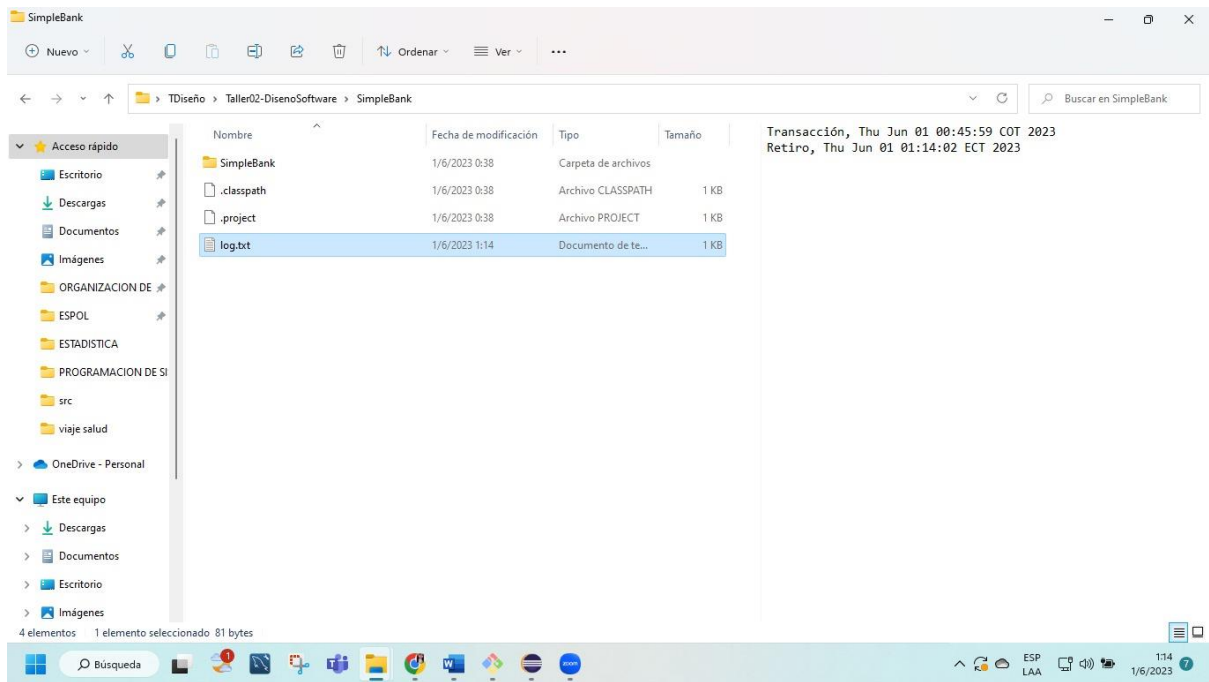 SimpleBank
Nuevo
Ordenar
Ver
TDiseño > Taller02-DisenoSoftware > SimpleBank
Buscar en SimpleBank
Acceso rápido
Escritorio
Descargas
Documentos
Imágenes
ORGANIZACION DE
ESPOL
ESTADISTICA
PROGRAMACION DE SI
src
viaje salud
OneDrive - Personal
Este equipo
Descargas
Documentos
Escritorio
Imágenes
Nombre Fecha de modificación Tipo Tamaño
SimpleBank 1/6/2023 0:38 Carpeta de archivos
.classpath 1/6/2023 0:38 Archivo CLASSPATH 1 KB
.project 1/6/2023 0:38 Archivo PROJECT 1 KB
log.txt 1/6/2023 1:14 Documento de te... 1 KB
Transacción, Thu Jun 01 00:45:59 COT 2023
Retiro, Thu Jun 01 01:14:02 ECT 2023
4 elementos 1 elemento seleccionado 81 bytes
Búsqueda
1
W
zoom
ESP
LAA
1:14
1/6/2023
7